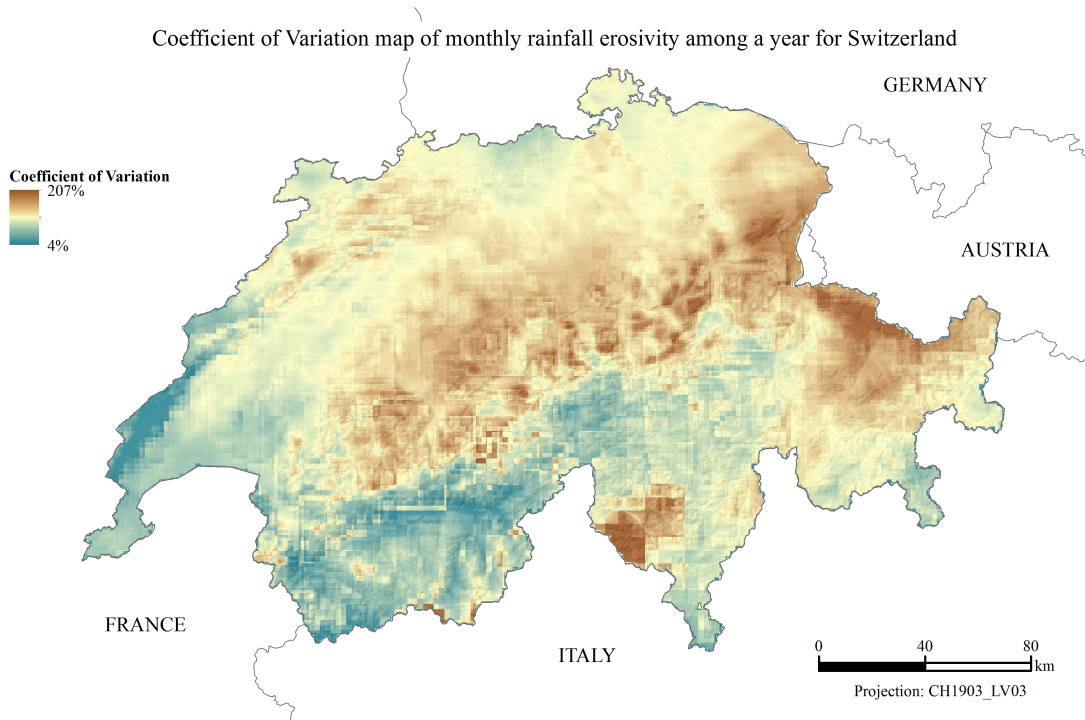 Coefficient of Variation map of monthly rainfall erosivity among a year for Switzerland
GERMANY
Coefficient of Variation
207%
4%
AUSTRIA
FRANCE
ITALY
0 40 80
km
Projection: CH1903_LV03